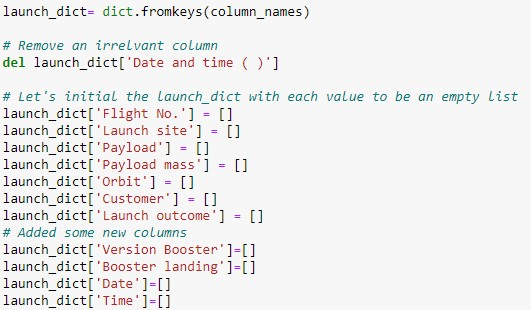 launch_dict= dict.fromkeys(column_names)
# Remove an irrelvant column
del launch_dict['Date and time ( )']
# Let's initial the launch_dict with each value to be an empty list
launch_dict['Flight No.'] = []
launch_dict['Launch site'] = []
launch_dict['Payload'] = []
launch_dict['Payload mass'] = []
launch_dict['Orbit'] = []
launch_dict['Customer'] = []
launch_dict['Launch outcome'] = []
# Added some new columns
launch_dict['Version Booster']=[]
launch_dict['Booster landing']=[]
launch_dict['Date']=[]
launch_dict['Time']=[]